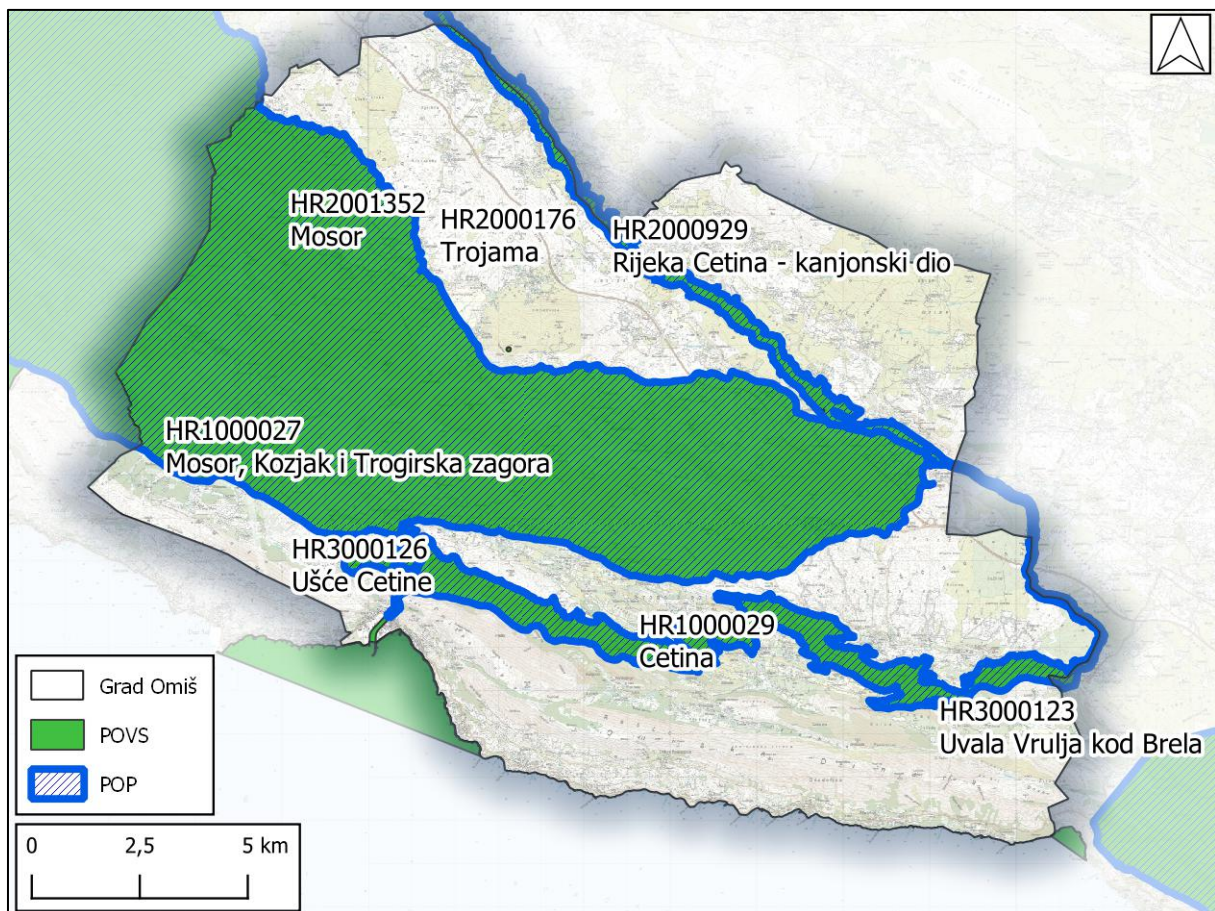 HR2001352
Mosor
HR2000176
Trojama
HR2000929
Rijeka Cetina - kanjonski dio
HR1000027
Mosor, Kozjak i Trogirska zagora
HR3000126
Ušće Cetine
HR1000029
Cetina
HR3000123
Uvala Vrulja kod Brela
Grad Omiš
POVS
POP
0 2,5 5 km